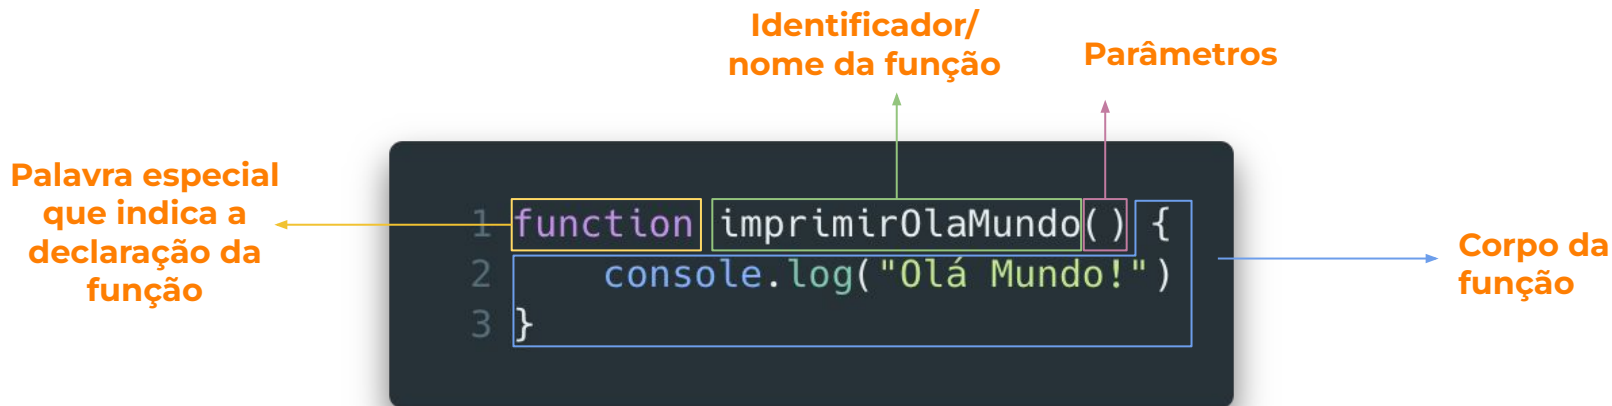 Identificador/
nome da função
Parâmetros
Palavra especial
que indica a
declaração da
função
1 function imprimirOlaMundo() {
2     console.log("Olá Mundo!")
3 }
Corpo da
função